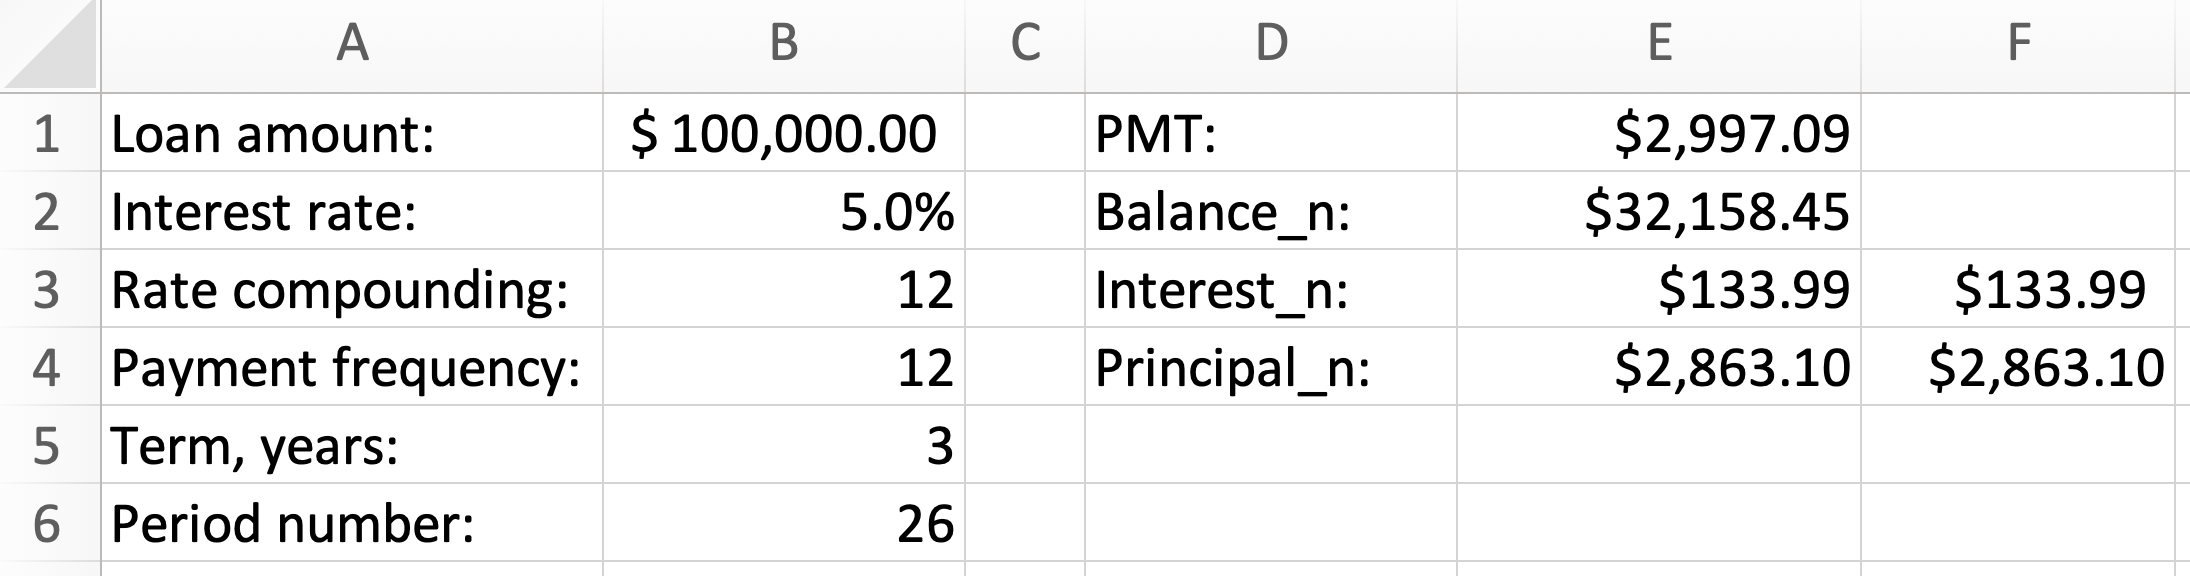 A B C D E F
1 Loan amount: $ 100,000.00 PMT: $2,997.09
2 Interest rate: 5.0% Balance_n: $32,158.45
3 Rate compounding: 12 Interest_n: $133.99 $133.99
4 Payment frequency: 12 Principal_n: $2,863.10 $2,863.10
5 Term, years: 3
6 Period number: 26